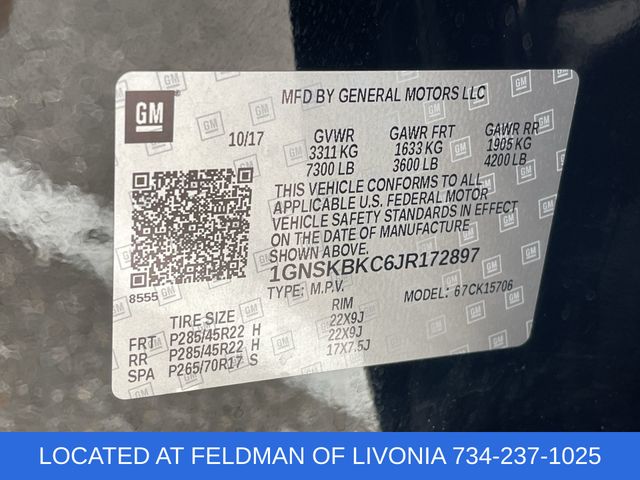 GM
MFD BY GENERAL MOTORS LLC
10/17
GVWR GAWR FRT GAWR RR
3311 KG 1633 KG 1905 KG
7300 LB 3600 LB 4200 LB
THIS VEHICLE CONFORMS TO ALL
APPLICABLE U.S. FEDERAL MOTOR
VEHICLE SAFETY STANDARDS IN EFFECT
ON THE DATE OF MANUFACTURE
SHOWN ABOVE.
1GNSKBKC6JR172897
8555
TYPE: M.P.V. MODEL: 67CK15706
TIRE SIZE RIM
FRT P285/45R22 H 22X9J
RR P285/45R22 H 22X9J
SPA P265/70R17 S 17X7.5J
LOCATED AT FELDMAN OF LIVONIA 734-237-1025